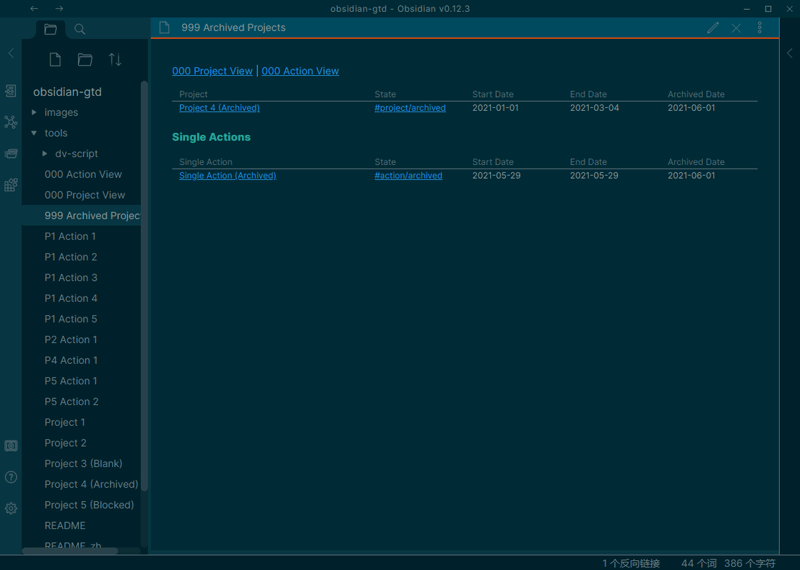 obsidian-gtd - Obsidian v0.12.3
999 Archived Projects
obsidian-gtd
images
tools
dv-script
000 Action View
000 Project View
999 Archived Projec
P1 Action 1
P1 Action 2
P1 Action 3
P1 Action 4
P1 Action 5
P2 Action 1
P4 Action 1
P5 Action 1
P5 Action 2
Project 1
Project 2
Project 3 (Blank)
Project 4 (Archived)
Project 5 (Blocked)
README
README_zh
000 Project View | 000 Action View
Project State Start Date End Date Archived Date
Project 4 (Archived) #project/archived 2021-01-01 2021-03-04 2021-06-01
Single Actions
Single Action State Start Date End Date Archived Date
Single Action (Archived) #action/archived 2021-05-29 2021-05-29 2021-06-01
1 个反向链接 44 个词 386 个字符